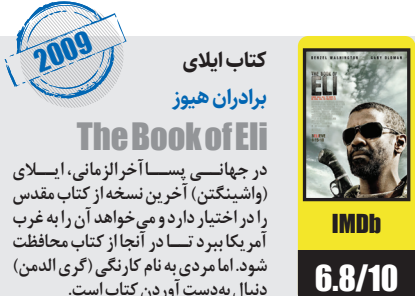 2009
کتاب ایلای
برادران هیوز
The Book of Eli
در جهانی پساآخرالزمانی، ایلای
(واشینگتن) آخرین نسخه از کتاب مقدس
را در اختیار دارد و می‌خواهد آن را به غرب
آمریکا ببرد تا در آنجا از کتاب محافظت
شود. اما مردی به نام کارنگی (گری الدمن)
دنبال به‌دست آوردن کتاب است.
DENZEL WASHINGTON GARY OLDMAN
THE BOOK OF
ELI
IMDb
6.8/10